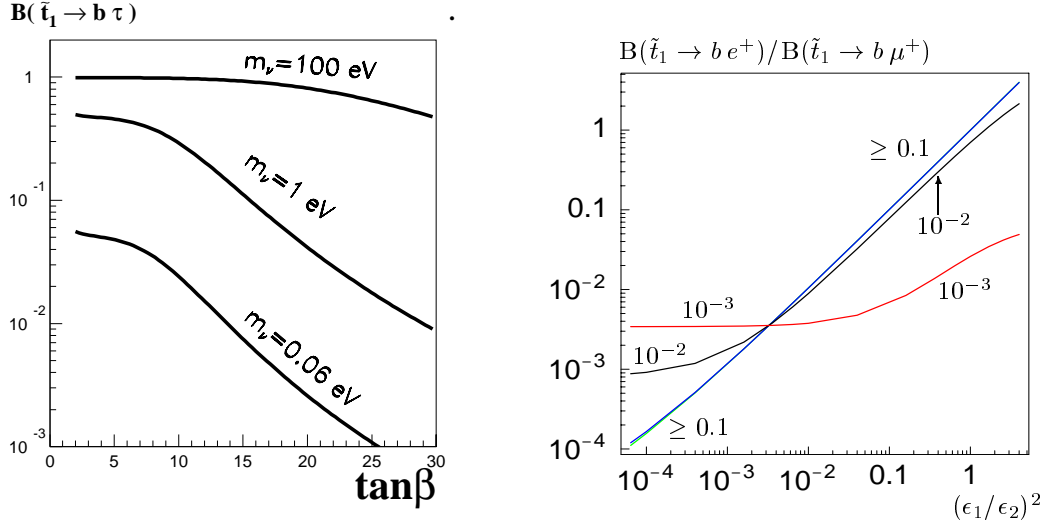 B( t̃₁ → b τ )
.
1
10⁻¹
10⁻²
10⁻³
m_ν=100 eV
m_ν=1 eV
m_ν=0.06 eV
0 5 10 15 20 25 30
tanβ
B(t̃₁ → b e⁺)/B(t̃₁ → b μ⁺)
1
0.1
10⁻²
10⁻³
10⁻⁴
≥ 0.1
10⁻²
10⁻³
10⁻³
10⁻²
≥ 0.1
10⁻⁴ 10⁻³ 10⁻² 0.1 1
(ϵ₁/ϵ₂)²